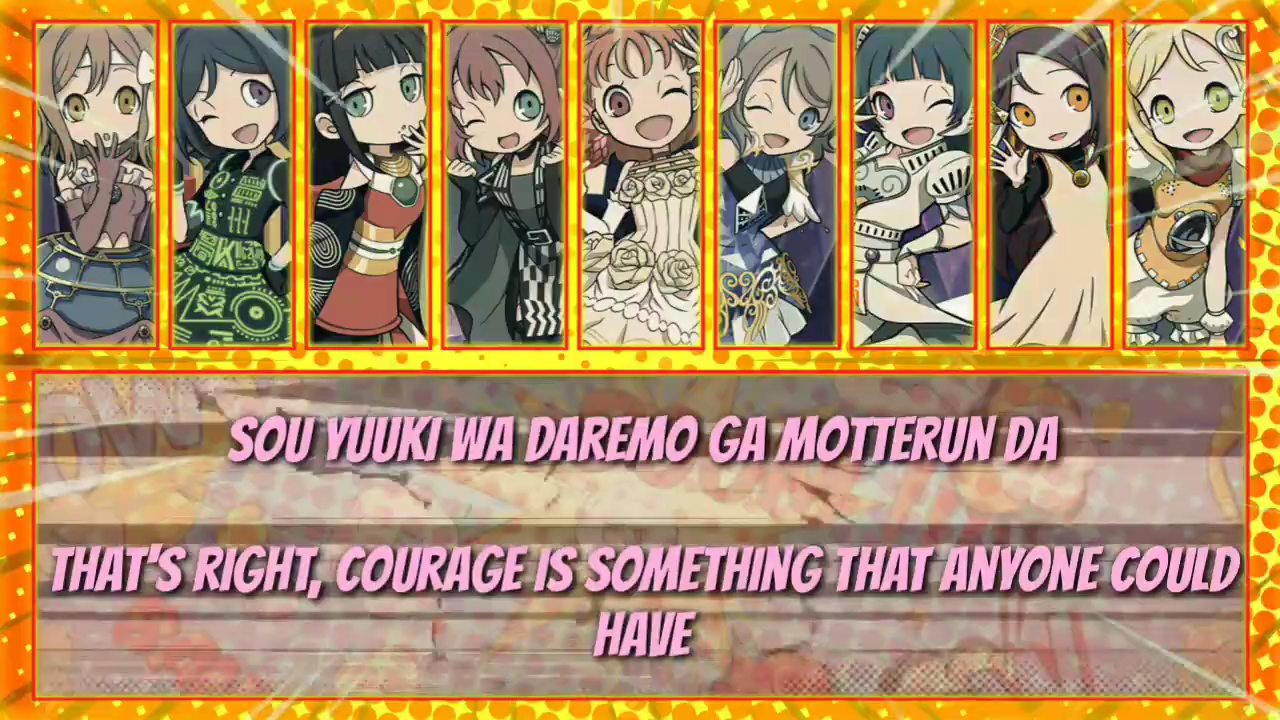 SOU YUUKI WA DAREMO GA MOTTERUN DA
THAT'S RIGHT, COURAGE IS SOMETHING THAT ANYONE COULD
HAVE